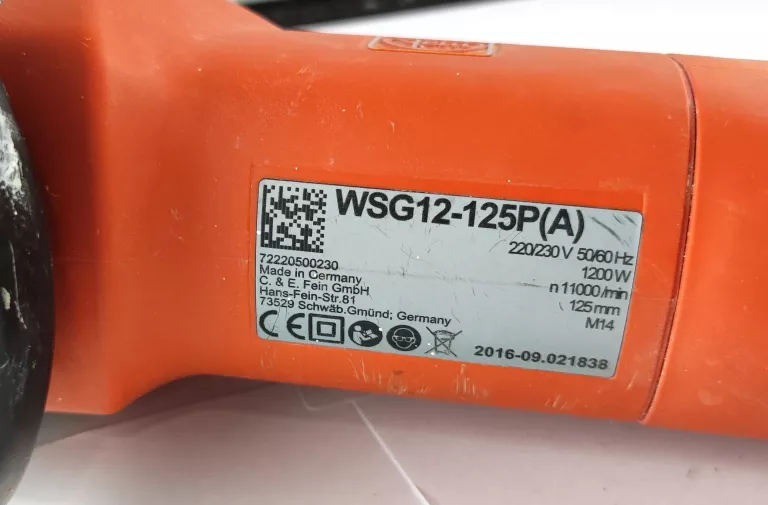 WSG12-125P(A)
220/230 V 50/60 Hz
1200 W
n 11000/min
125 mm
M14
72220500230
Made in Germany
C. & E. Fein GmbH
Hans-Fein-Str.81
73529 Schwäb.Gmünd; Germany
CE
2016-09.021838